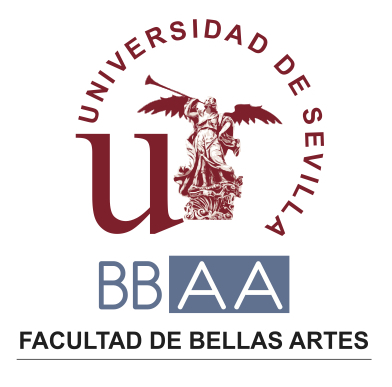 UNIVERSIDAD DE SEVILLA
u
BBAA
FACULTAD DE BELLAS ARTES